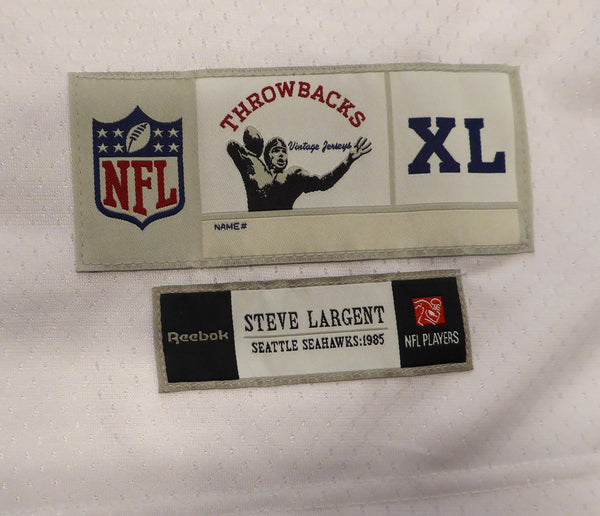 NFL
THROWBACKS
Vintage Jerseys
XL
NAME#
Reebok
STEVE LARGENT
SEATTLE SEAHAWKS:1985
NFL PLAYERS